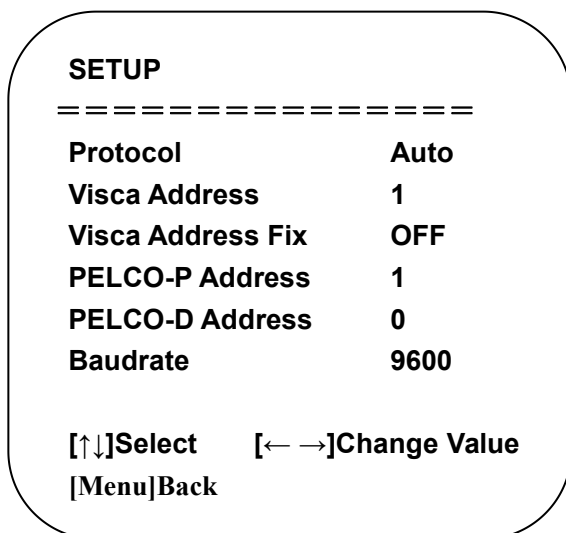 SETUP
===============
Protocol Auto
Visca Address 1
Visca Address Fix OFF
PELCO-P Address 1
PELCO-D Address 0
Baudrate 9600
[↑↓]Select [← →]Change Value
[Menu]Back